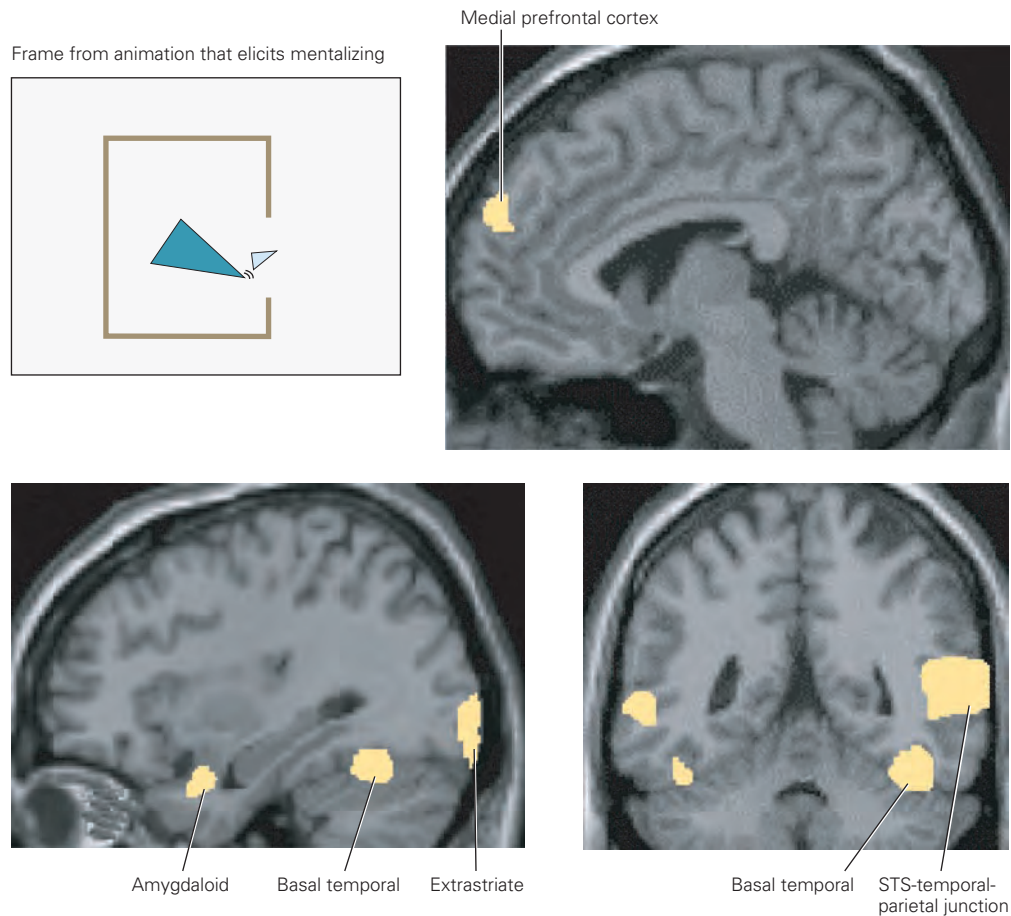 Medial prefrontal cortex
Frame from animation that elicits mentalizing
Amygdaloid
Basal temporal
Extrastriate
Basal temporal
STS-temporal-
parietal junction